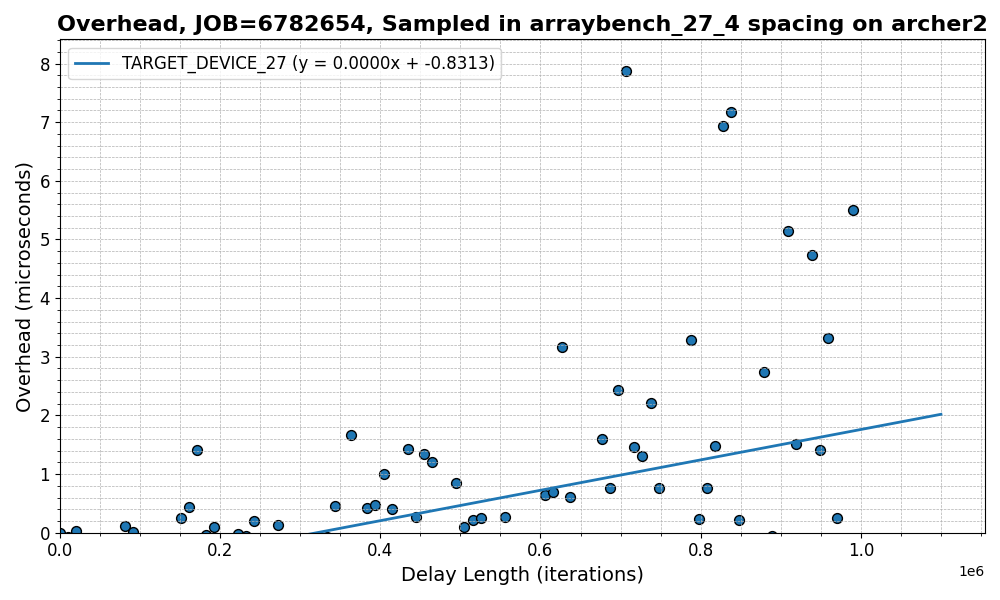 Overhead, JOB=6782654, Sampled in arraybench_27_4 spacing on archer2
TARGET_DEVICE_27 (y = 0.0000x + -0.8313)
Overhead (microseconds)
8
7
6
5
4
3
2
1
0
0.0 0.2 0.4 0.6 0.8 1.0
1e6
Delay Length (iterations)